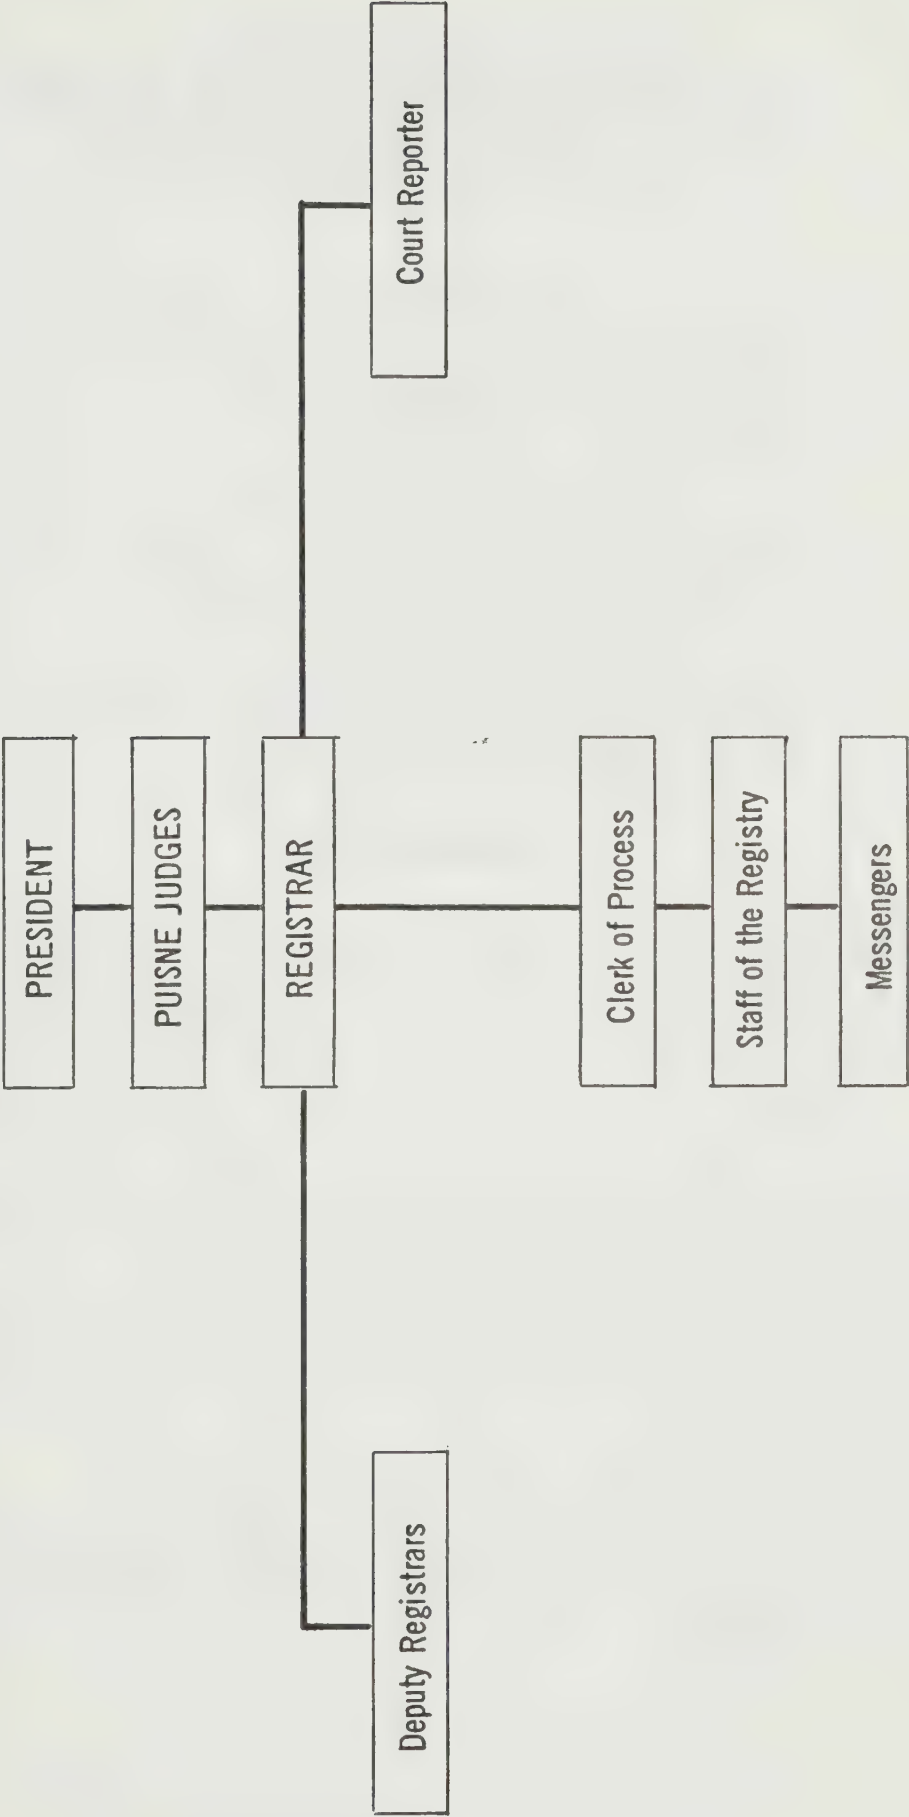 PRESIDENT
PUISNE JUDGES
REGISTRAR
Deputy Registrars
Court Reporter
Clerk of Process
Staff of the Registry
Messengers